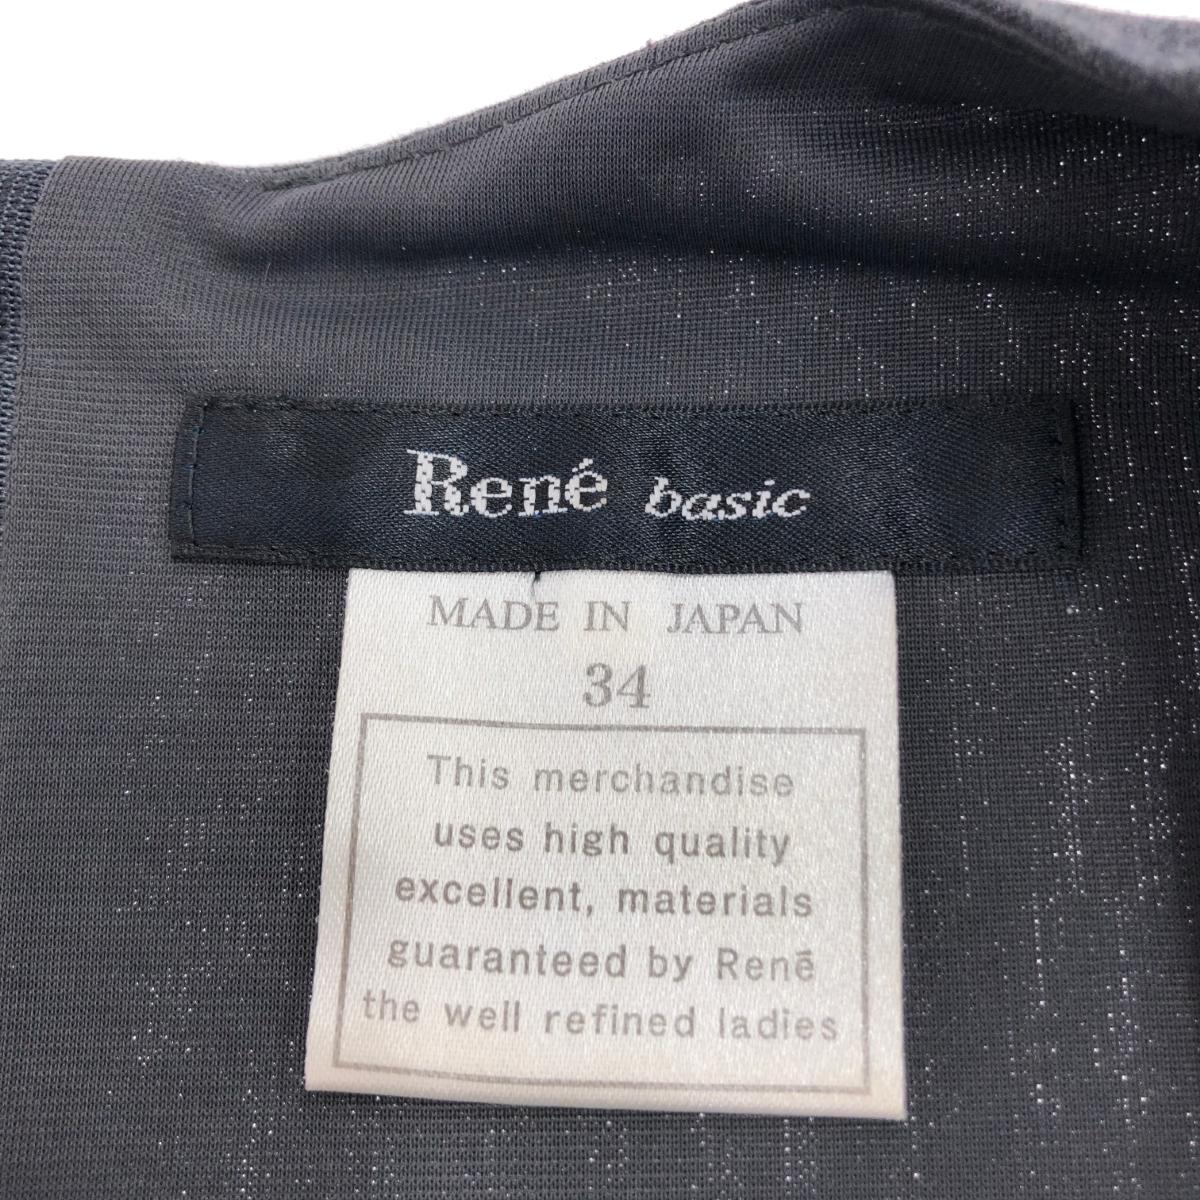 René basic
MADE IN JAPAN
34
This merchandise
uses high quality
excellent, materials
guaranteed by René
the well refined ladies